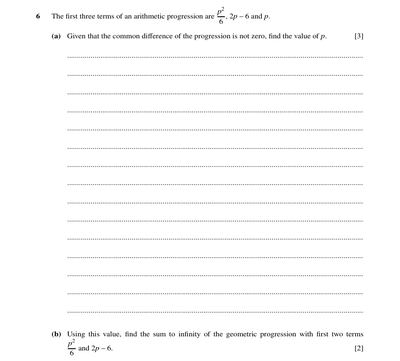 6 The first three terms of an arithmetic progression are p²/6, 2p − 6 and p.
(a) Given that the common difference of the progression is not zero, find the value of p. [3]
(b) Using this value, find the sum to infinity of the geometric progression with first two terms
p²/6 and 2p − 6. [2]